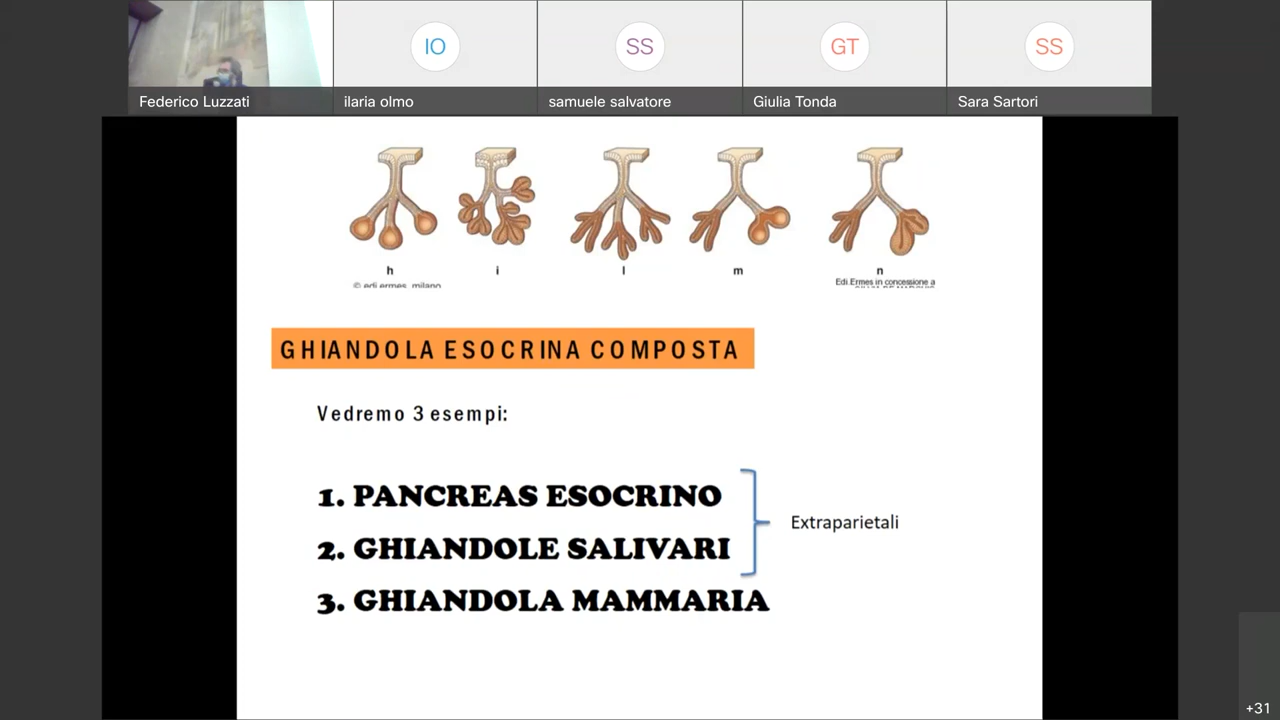 IO
SS
GT
SS
Federico Luzzati
ilaria olmo
samuele salvatore
Giulia Tonda
Sara Sartori
h
i
l
m
n
© edi.ermes, milano
Edi.Ermes in concessione a
GHIANDOLA ESOCRINA COMPOSTA
Vedremo 3 esempi:
1. PANCREAS ESOCRINO
2. GHIANDOLE SALIVARI
Extraparietali
3. GHIANDOLA MAMMARIA
+31